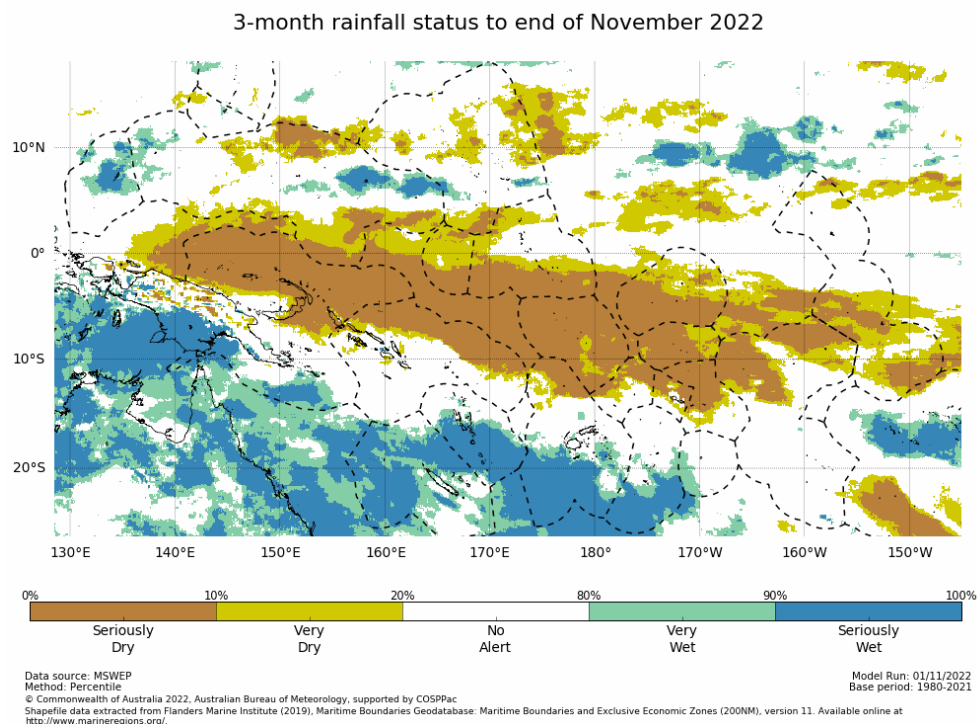 3-month rainfall status to end of November 2022
10°N
0°
10°S
20°S
130°E 140°E 150°E 160°E 170°E 180° 170°W 160°W 150°W
0% 10% 20% 80% 90% 100%
Seriously Very No Very Seriously
Dry Dry Alert Wet Wet
Data source: MSWEP Model Run: 01/11/2022
Method: Percentile Base period: 1980-2021
© Commonwealth of Australia 2022, Australian Bureau of Meteorology, supported by COSPPac
Shapefile data extracted from Flanders Marine Institute (2019), Maritime Boundaries Geodatabase: Maritime Boundaries and Exclusive Economic Zones (200NM), version 11. Available online at
http://www.marineregions.org/.